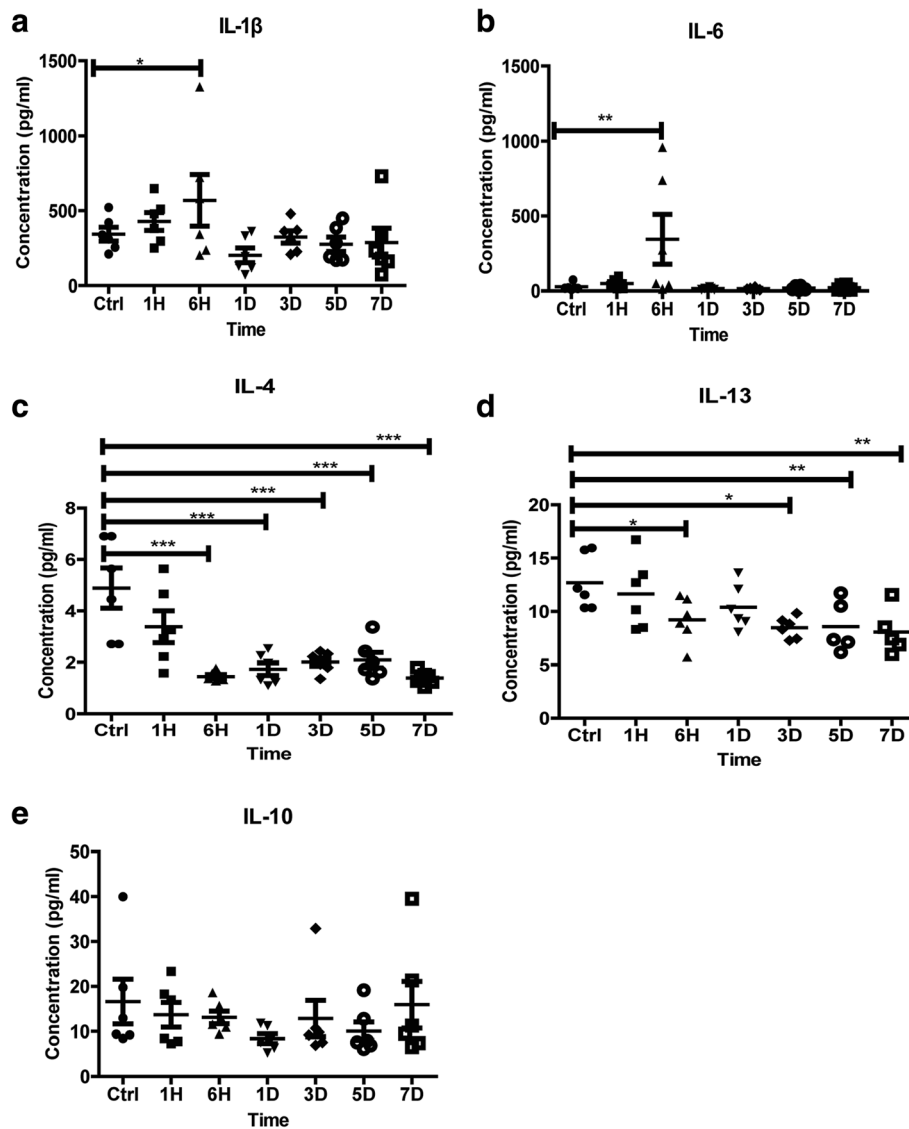 a
IL-1β
Concentration (pg/ml)
1500
1000
500
0
*
Ctrl 1H 6H 1D 3D 5D 7D
Time
b
IL-6
Concentration (pg/ml)
1500
1000
500
0
**
Ctrl 1H 6H 1D 3D 5D 7D
Time
c
IL-4
Concentration (pg/ml)
***
***
***
***
***
8
6
4
2
0
Ctrl 1H 6H 1D 3D 5D 7D
Time
d
IL-13
Concentration (pg/ml)
**
**
*
*
20
15
10
5
0
Ctrl 1H 6H 1D 3D 5D 7D
Time
e
IL-10
Concentration (pg/ml)
50
40
30
20
10
0
Ctrl 1H 6H 1D 3D 5D 7D
Time